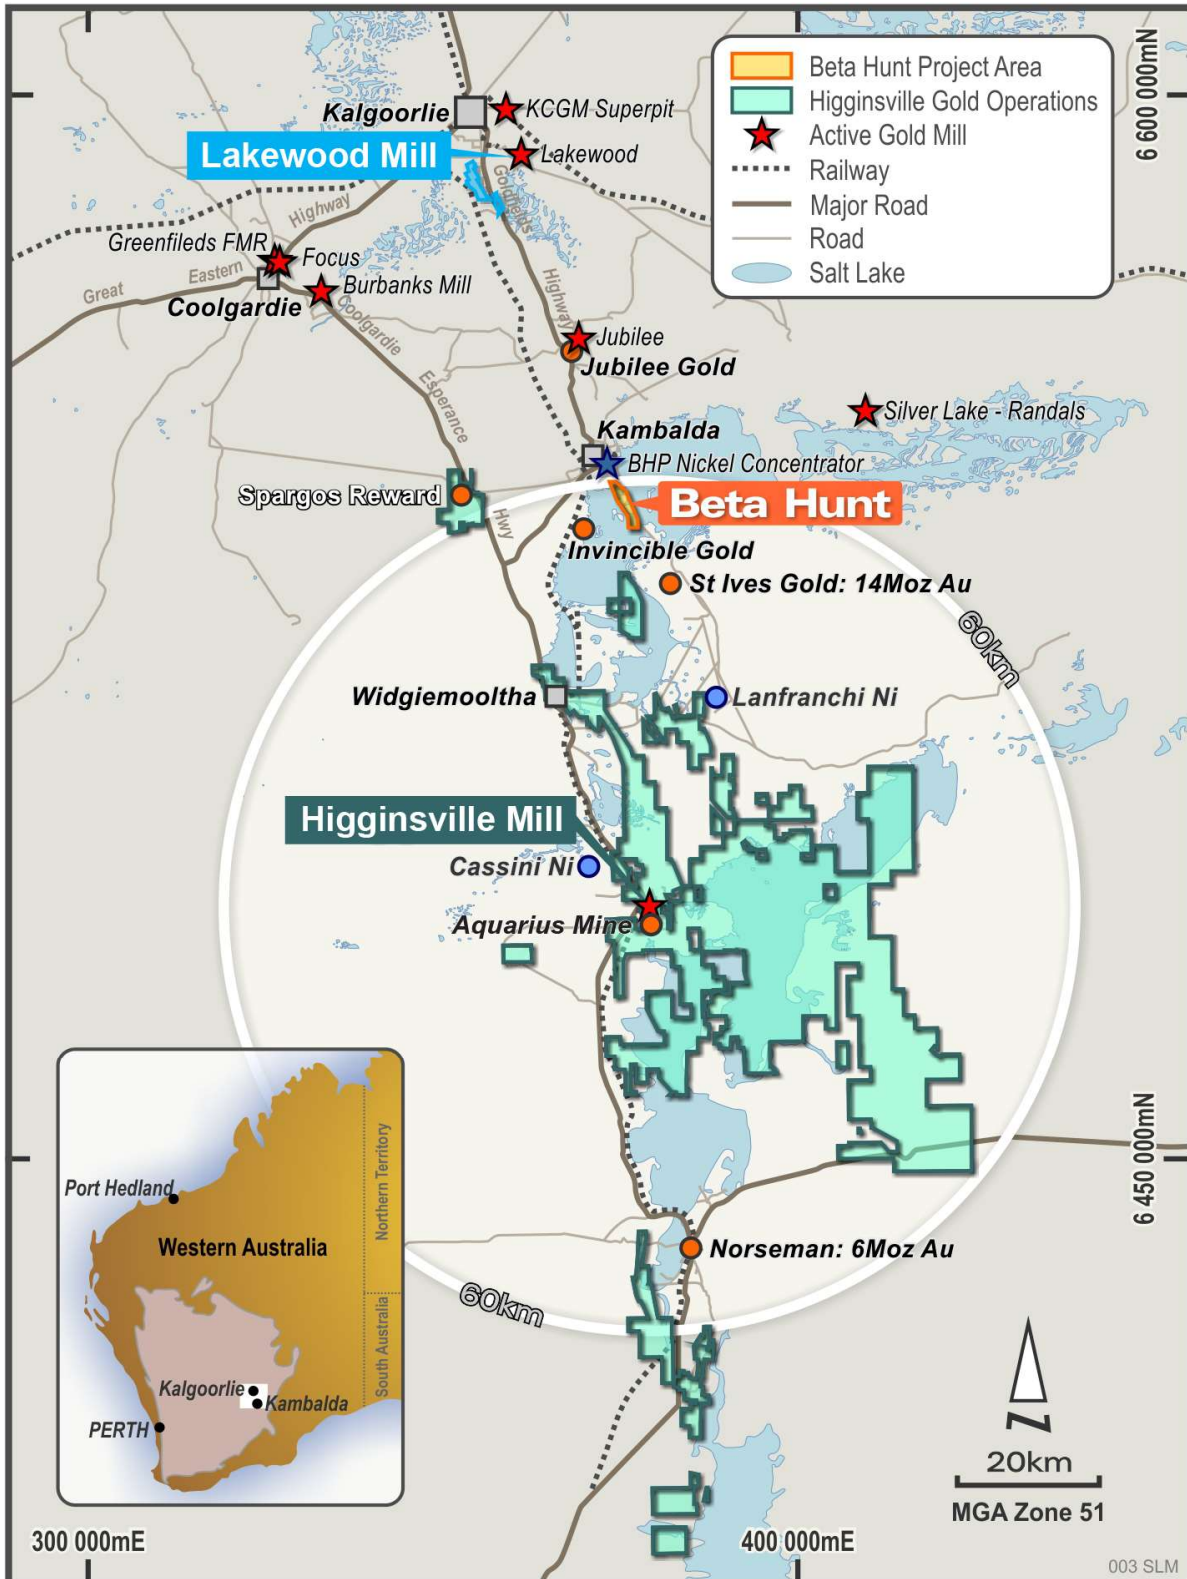 Beta Hunt Project Area
Higginsville Gold Operations
Active Gold Mill
Railway
Major Road
Road
Salt Lake
6 600 000mN
Kalgoorlie
KCGM Superpit
Lakewood Mill
Lakewood
Goldfields
Highway
Highway
Greenfileds FMR
Focus
Great
Eastern
Burbanks Mill
Coolgardie
Coolgardie
Esperance
Hwy
Jubilee
Jubilee Gold
Silver Lake - Randals
Kambalda
BHP Nickel Concentrator
Spargos Reward
Beta Hunt
Invincible Gold
St Ives Gold: 14Moz Au
60km
Widgiemooltha
Lanfranchi Ni
Higginsville Mill
Cassini Ni
Aquarius Mine
6 450 000mN
Norseman: 6Moz Au
60km
Port Hedland
Western Australia
Northern Territory
South Australia
Kalgoorlie
Kambalda
PERTH
N
20km
MGA Zone 51
300 000mE
400 000mE
003 SLM